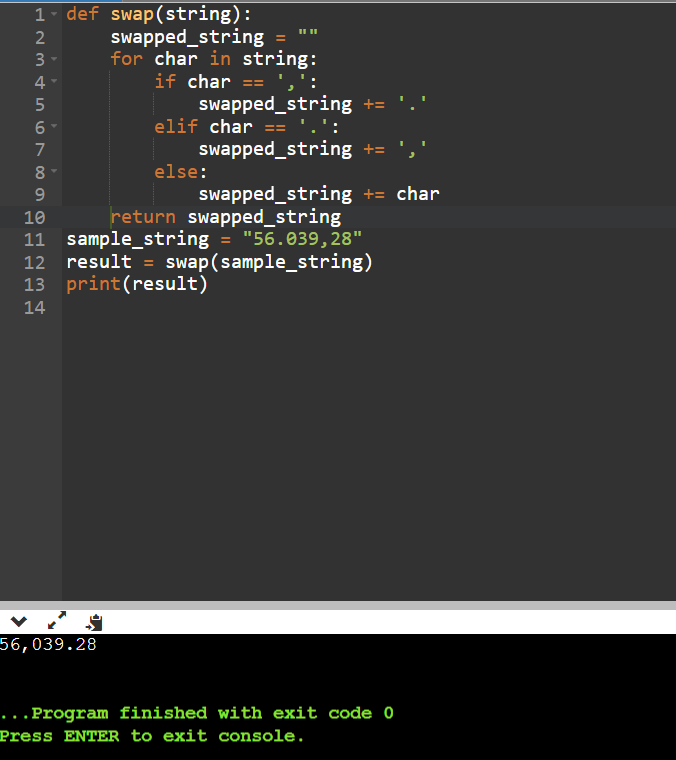 1 def swap(string):
2     swapped_string = ""
3     for char in string:
4         if char == ',':
5             swapped_string += '.'
6         elif char == '.':
7             swapped_string += ','
8         else:
9             swapped_string += char
10     return swapped_string
11 sample_string = "56.039,28"
12 result = swap(sample_string)
13 print(result)
14
56,039.28
...Program finished with exit code 0
Press ENTER to exit console.